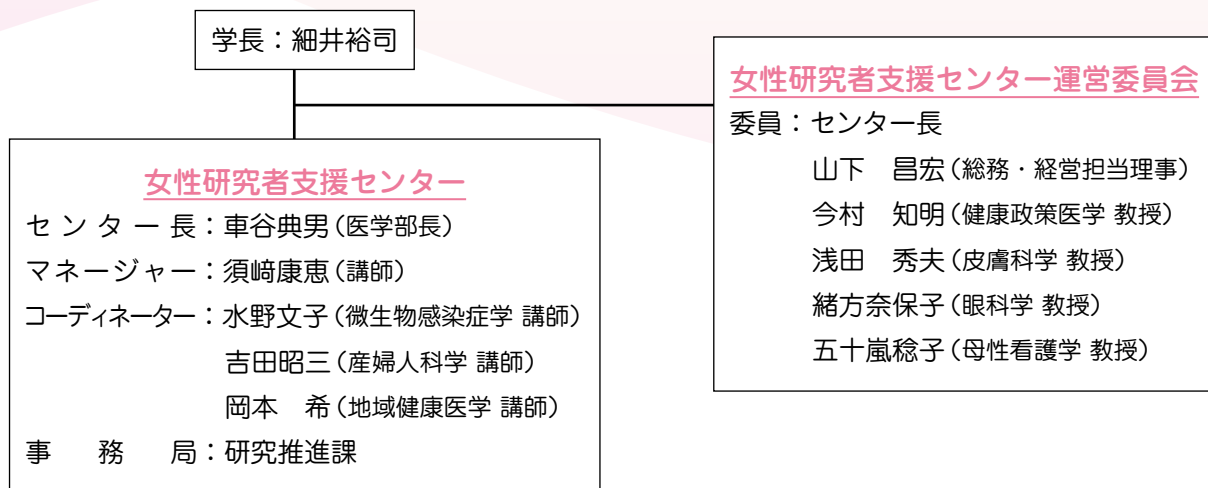 学長：細井裕司
女性研究者支援センター
センター長：車谷典男（医学部長）
マネージャー：須﨑康恵（講師）
コーディネーター：水野文子（微生物感染症学 講師）
吉田昭三（産婦人科学 講師）
岡本　希（地域健康医学 講師）
事　務　局：研究推進課
女性研究者支援センター運営委員会
委員：センター長
山下　昌宏（総務・経営担当理事）
今村　知明（健康政策医学 教授）
浅田　秀夫（皮膚科学 教授）
緒方奈保子（眼科学 教授）
五十嵐稔子（母性看護学 教授）